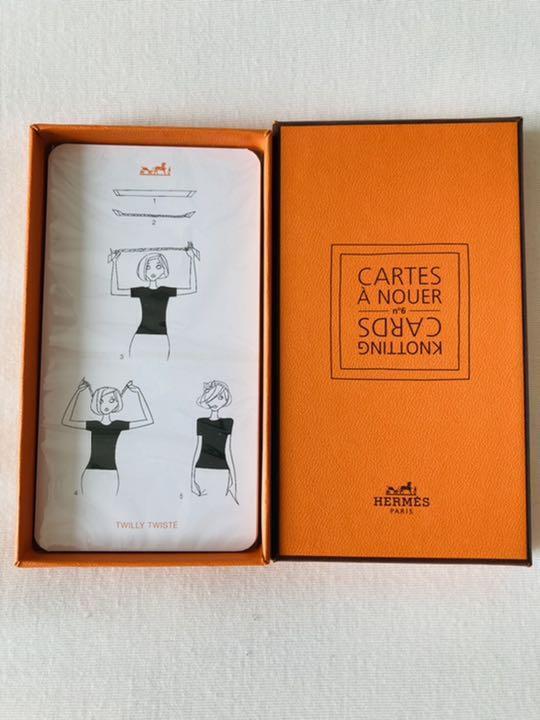 1
2
3
4
5
TWILLY TWISTÉ
CARTES
À NOUER
n°6
KNOTTING
CARDS
HERMÈS
PARIS